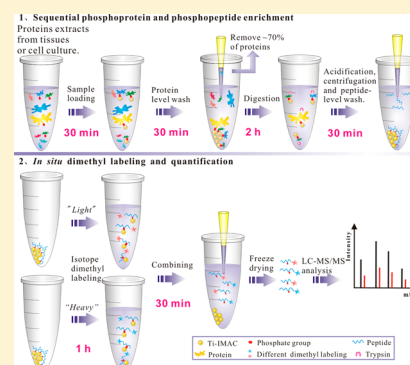 1、Sequential phosphoprotein and phosphopeptide enrichment
Proteins extracts
from tissues
or cell culture.
Remove ~70%
of proteins
Sample
loading
30 min
Protein
level wash
30 min
Digestion
2 h
Acidification,
centrifugation
and peptide-
level wash.
30 min
2、In situ dimethyl labeling and quantification
"Light"
Isotope
dimethyl
labeling
"Heavy"
1 h
Combining
30 min
Freeze
drying
LC-MS/MS
analysis
Intensity
m/
Ti-IMAC
Phosphate group
Peptide
Protein
Different dimethyl labeling
Trypsin